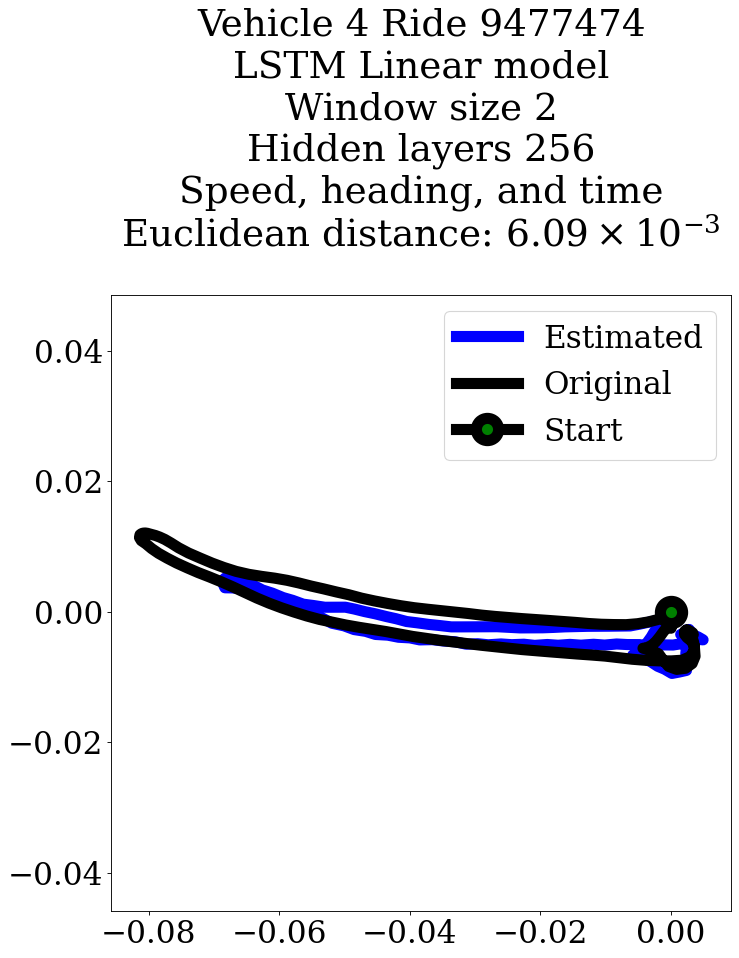 Vehicle 4 Ride 9477474
LSTM Linear model
Window size 2
Hidden layers 256
Speed, heading, and time
Euclidean distance: 6.09 × 10⁻³
Estimated
Original
Start
0.04
0.02
0.00
−0.02
−0.04
−0.08 −0.06 −0.04 −0.02 0.00